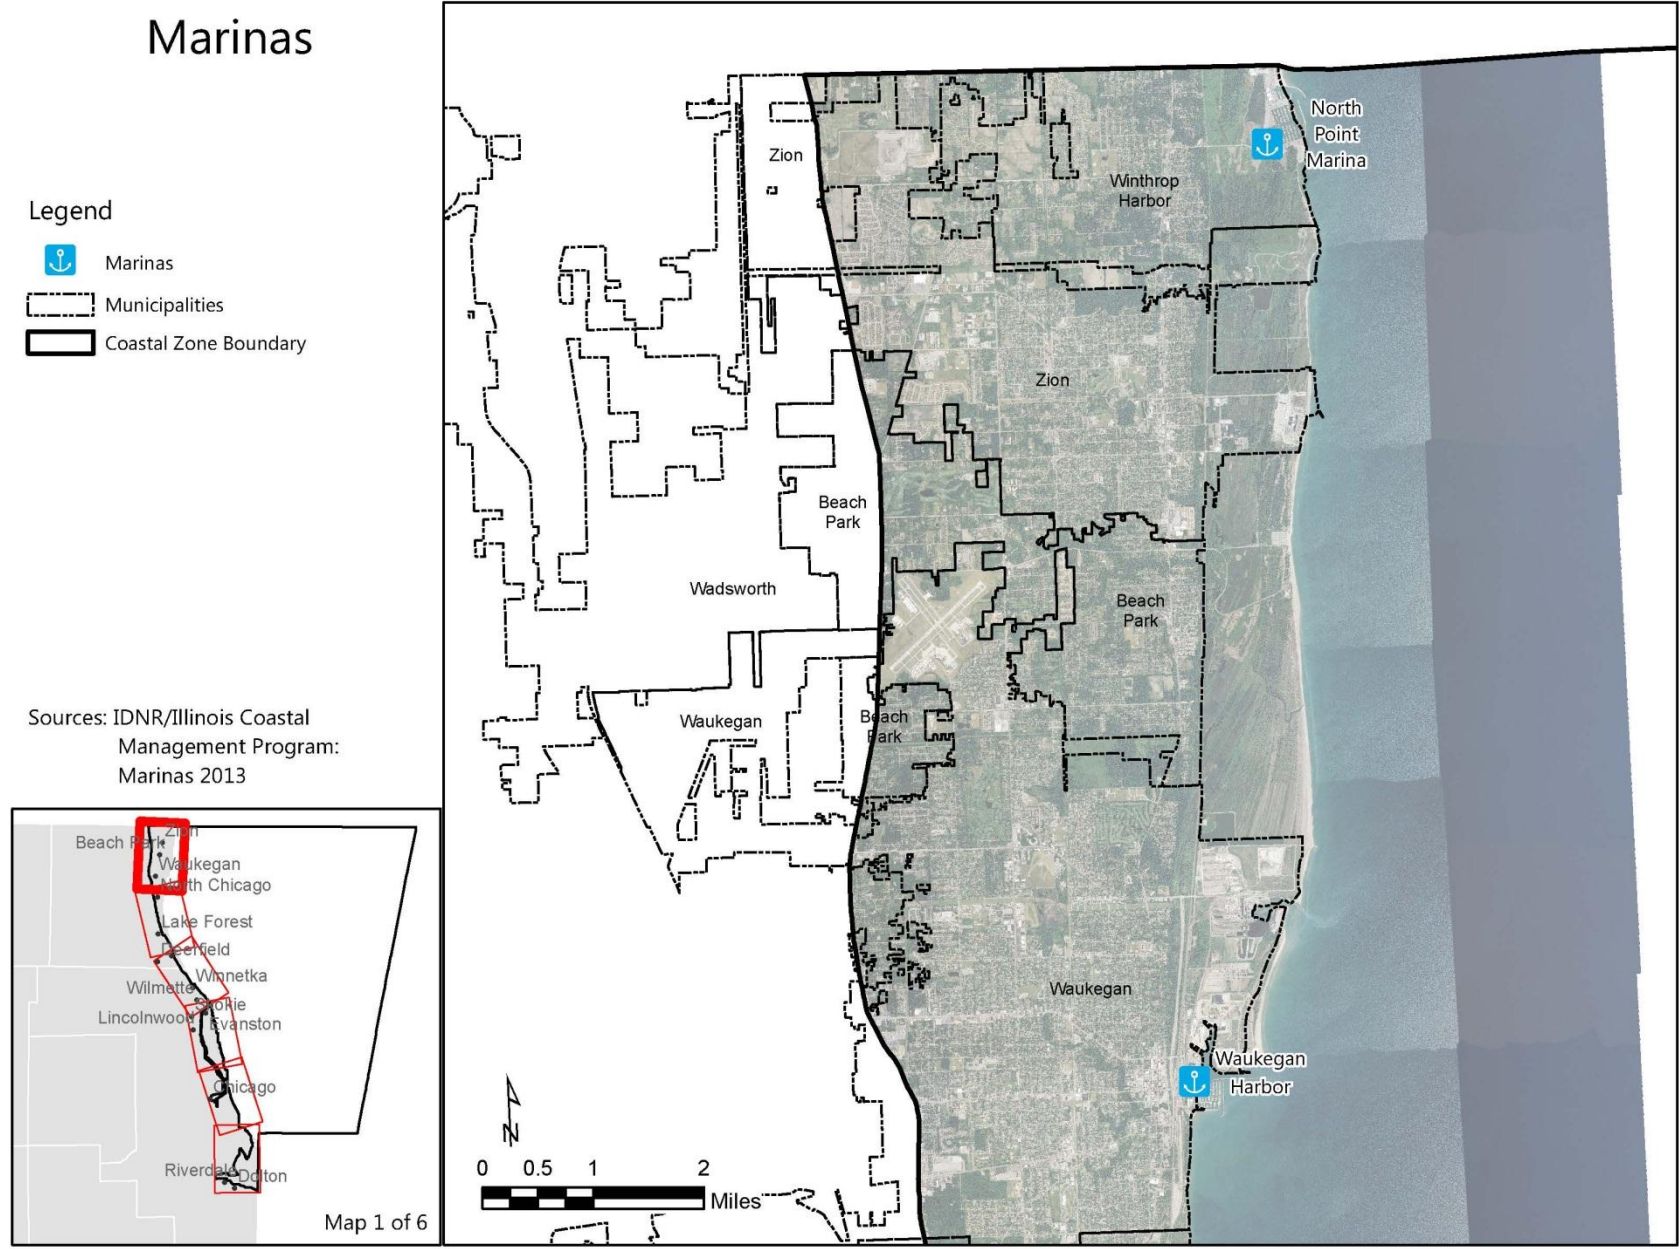 Marinas
Legend
Marinas
Municipalities
Coastal Zone Boundary
Sources: IDNR/Illinois Coastal
Management Program:
Marinas 2013
Zion
Beach Park
Waukegan
North Chicago
Lake Forest
Deerfield
Winnetka
Wilmette
Skokie
Lincolnwood
Evanston
Chicago
Riverdale
Dolton
Map 1 of 6
North
Point
Marina
Zion
Winthrop
Harbor
Zion
Beach
Park
Wadsworth
Beach
Park
Waukegan
Beach
Park
Waukegan
Waukegan
Harbor
N
0 0.5 1 2
Miles